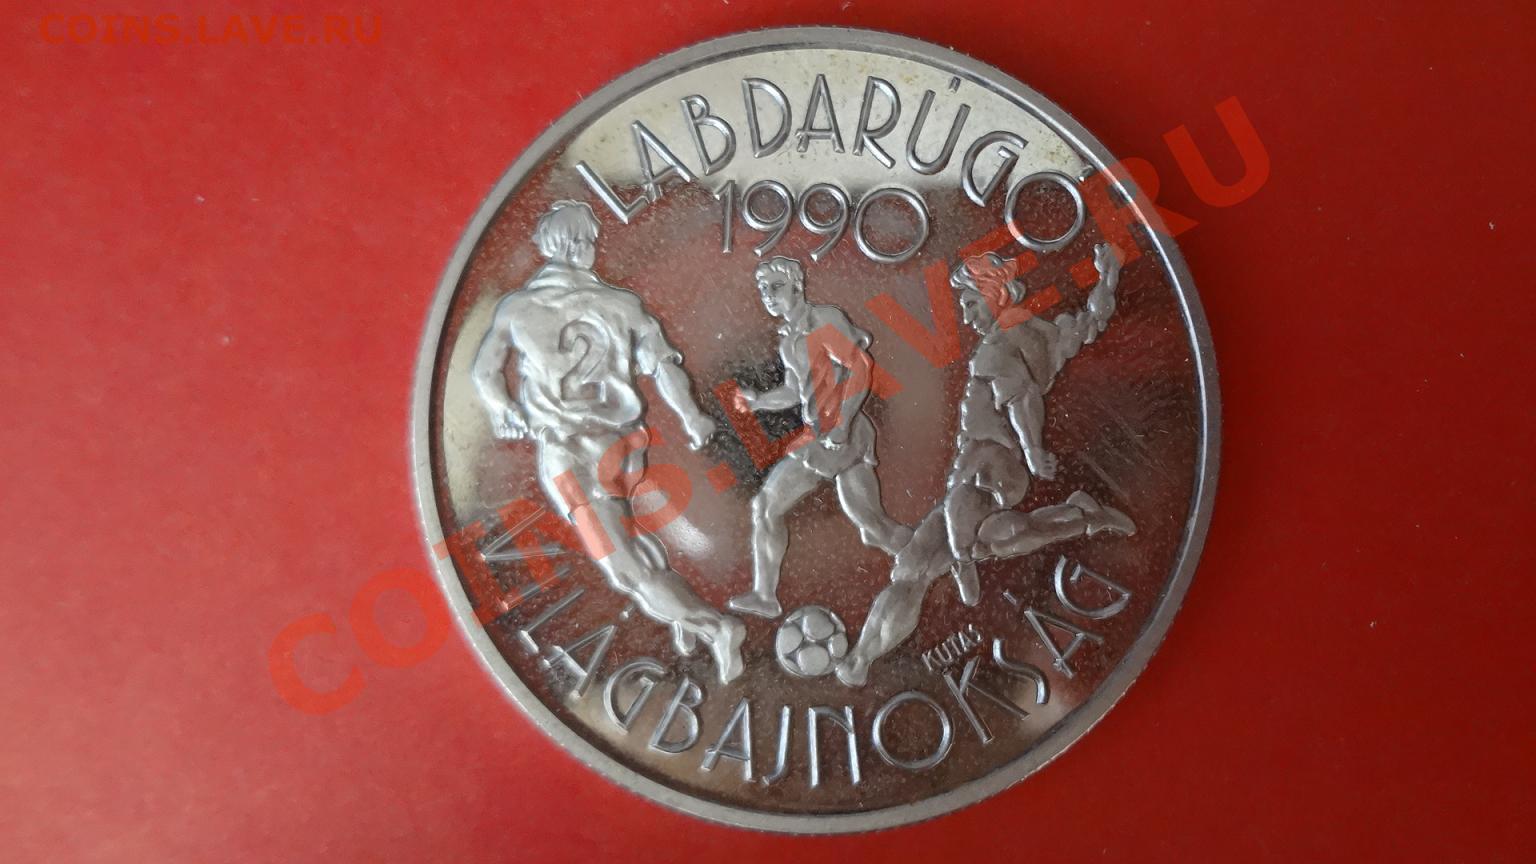 COINS.LAVE.RU
LABDARÚGÓ
1990
2
KUTAS
VILÁGBAJNOKSÁG
COINS.LAVE.RU